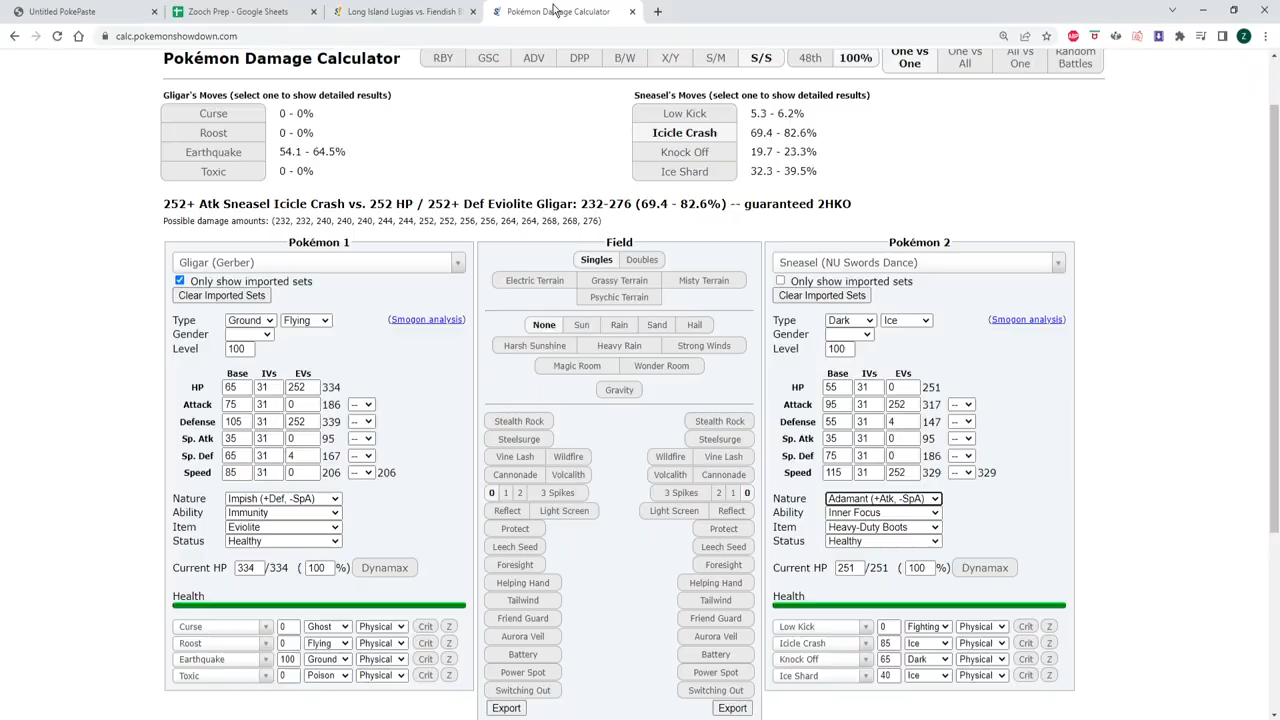 Untitled PokePaste
Zooch Prep - Google Sheets
Long Island Lugias vs. Fiendish
Pokémon Damage Calculator
calc.pokemonshowdown.com
Pokémon Damage Calculator
RBY GSC ADV DPP B/W X/Y S/M S/S 48th 100%
One vs One
One vs All
All vs One
Random Battles
Gligar's Moves (select one to show detailed results)
Curse 0 - 0%
Roost 0 - 0%
Earthquake 54.1 - 64.5%
Toxic 0 - 0%
Sneasel's Moves (select one to show detailed results)
Low Kick 5.3 - 6.2%
Icicle Crash 69.4 - 82.6%
Knock Off 19.7 - 23.3%
Ice Shard 32.3 - 39.5%
252+ Atk Sneasel Icicle Crash vs. 252 HP / 252+ Def Eviolite Gligar: 232-276 (69.4 - 82.6%) -- guaranteed 2HKO
Possible damage amounts: (232, 232, 240, 240, 240, 244, 244, 252, 252, 256, 256, 264, 264, 268, 268, 276)
Pokémon 1
Gligar (Gerber)
Only show imported sets
Clear Imported Sets
Type Ground Flying (Smogon analysis)
Gender
Level 100
Base IVs EVs
HP 65 31 252 334
Attack 75 31 0 186 --
Defense 105 31 252 339 --
Sp. Atk 35 31 0 95 --
Sp. Def 65 31 4 167 --
Speed 85 31 0 206 -- 206
Nature Impish (+Def, -SpA)
Ability Immunity
Item Eviolite
Status Healthy
Current HP 334 /334 ( 100 %) Dynamax
Health
Curse 0 Ghost Physical Crit Z
Roost 0 Flying Physical Crit Z
Earthquake 100 Ground Physical Crit Z
Toxic 0 Poison Physical Crit Z
Field
Singles Doubles
Electric Terrain Grassy Terrain Misty Terrain
Psychic Terrain
None Sun Rain Sand Hail
Harsh Sunshine Heavy Rain Strong Winds
Magic Room Wonder Room
Gravity
Stealth Rock Stealth Rock
Steelsurge Steelsurge
Vine Lash Wildfire Wildfire Vine Lash
Cannonade Volcalith Volcalith Cannonade
0 1 2 3 Spikes 3 Spikes 2 1 0
Reflect Light Screen Light Screen Reflect
Protect Protect
Leech Seed Leech Seed
Foresight Foresight
Helping Hand Helping Hand
Tailwind Tailwind
Friend Guard Friend Guard
Aurora Veil Aurora Veil
Battery Battery
Power Spot Power Spot
Switching Out Switching Out
Export Export
Pokémon 2
Sneasel (NU Swords Dance)
Only show imported sets
Clear Imported Sets
Type Dark Ice (Smogon analysis)
Gender
Level 100
Base IVs EVs
HP 55 31 0 251
Attack 95 31 252 317 --
Defense 55 31 4 147 --
Sp. Atk 35 31 0 95 --
Sp. Def 75 31 0 186 --
Speed 115 31 252 329 -- 329
Nature Adamant (+Atk, -SpA)
Ability Inner Focus
Item Heavy-Duty Boots
Status Healthy
Current HP 251 /251 ( 100 %) Dynamax
Health
Low Kick 0 Fighting Physical Crit Z
Icicle Crash 85 Ice Physical Crit Z
Knock Off 65 Dark Physical Crit Z
Ice Shard 40 Ice Physical Crit Z